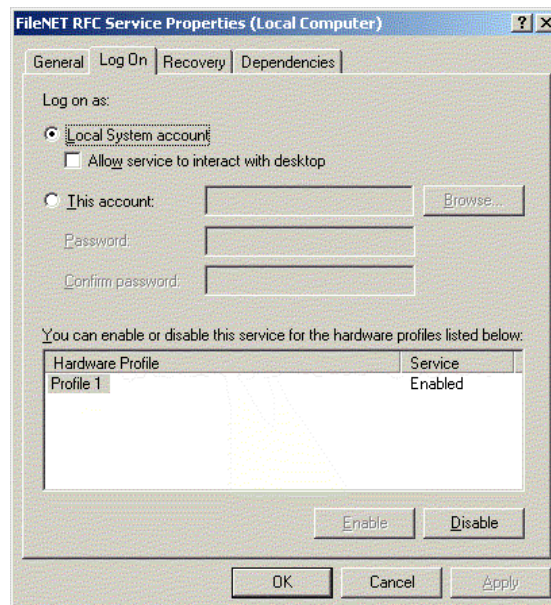 FileNET RFC Service Properties (Local Computer)
General Log On Recovery Dependencies
Log on as:
Local System account
Allow service to interact with desktop
This account:
Browse...
Password:
Confirm password:
You can enable or disable this service for the hardware profiles listed below:
Hardware Profile Service
Profile 1 Enabled
Enable Disable
OK Cancel Apply